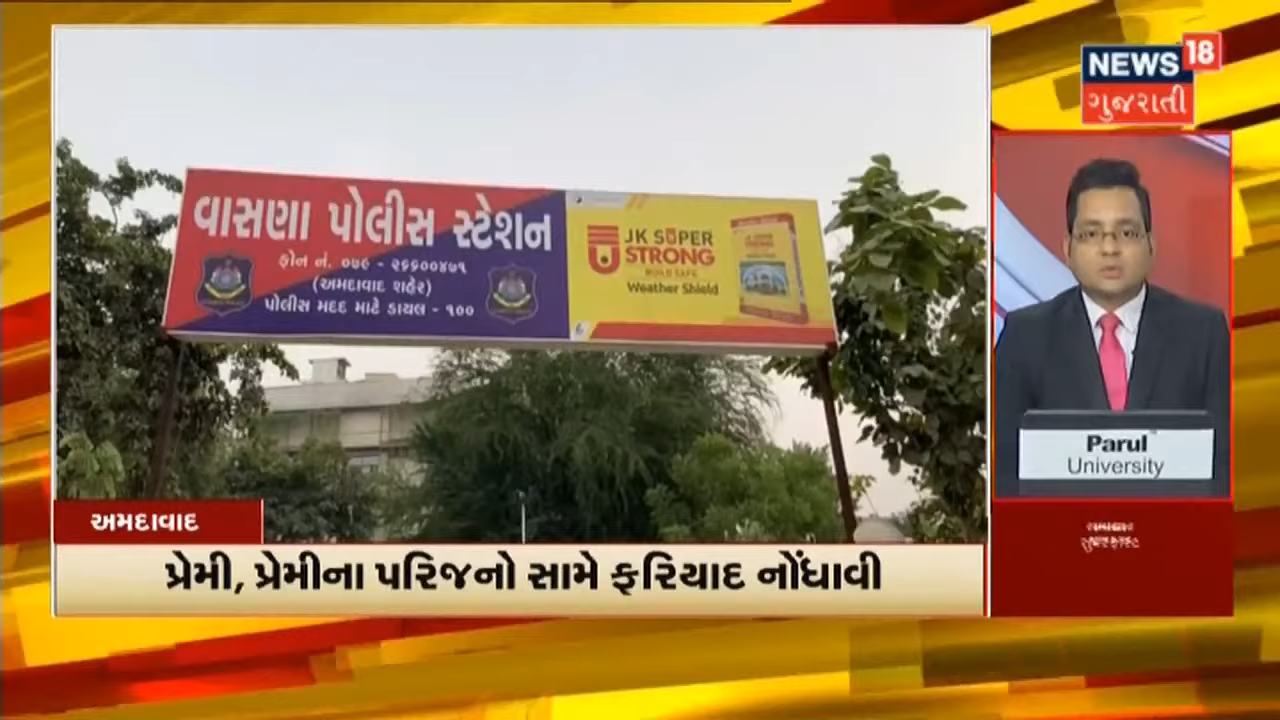 NEWS 18
ગુજરાતી
વાસણા પોલીસ સ્ટેશન
ફોન નં. ૦૭૯ - ૨૬૬૦૦૪૭૧
(અમદાવાદ શહેર)
પોલીસ મદદ માટે ડાયલ - ૧૦૦
JK SUPER
STRONG
BUILD SAFE
Weather Shield
Parul
University
અમદાવાદ
પ્રેમી, પ્રેમીના પરિજનો સામે ફરિયાદ નોંધાવી